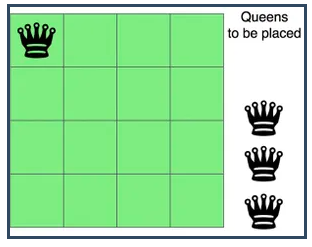 Queens
to be placed